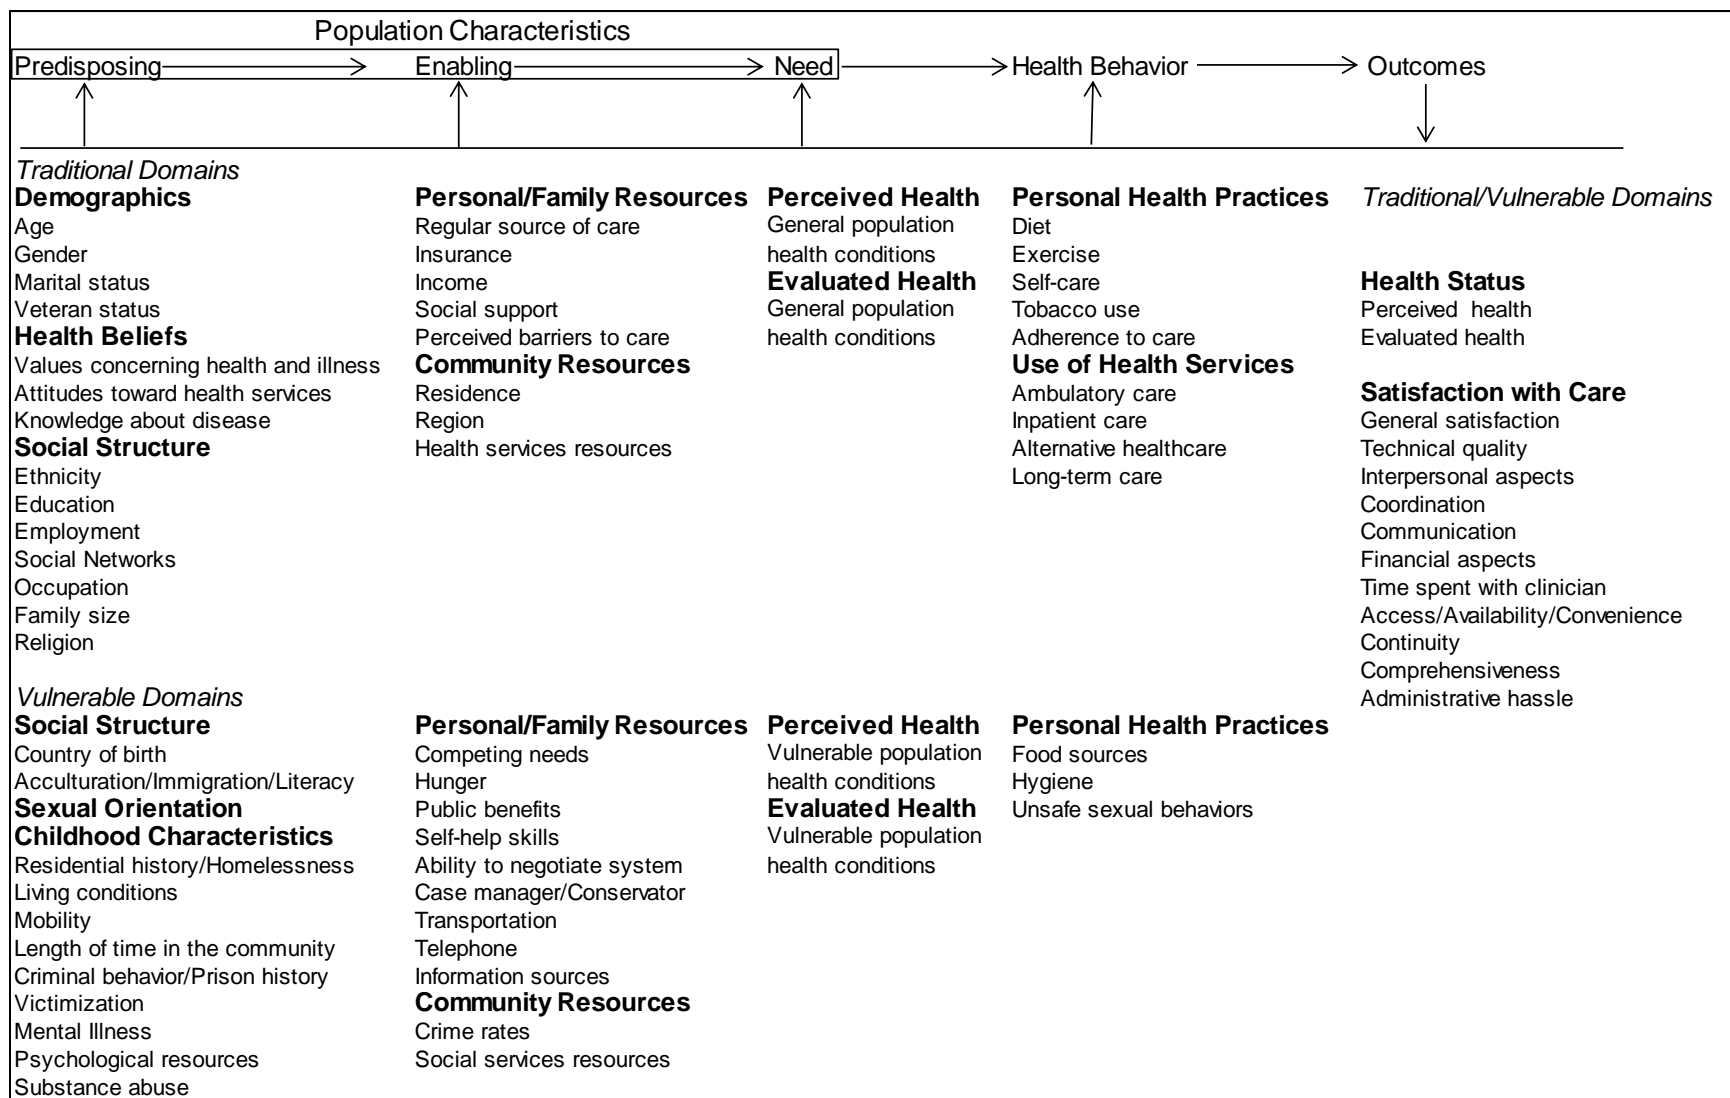 Population Characteristics
Predisposing
Enabling
Need
Health Behavior
Outcomes
Traditional Domains
Demographics
Age
Gender
Marital status
Veteran status
Health Beliefs
Values concerning health and illness
Attitudes toward health services
Knowledge about disease
Social Structure
Ethnicity
Education
Employment
Social Networks
Occupation
Family size
Religion
Personal/Family Resources
Regular source of care
Insurance
Income
Social support
Perceived barriers to care
Community Resources
Residence
Region
Health services resources
Perceived Health
General population
health conditions
Evaluated Health
General population
health conditions
Personal Health Practices
Diet
Exercise
Self-care
Tobacco use
Adherence to care
Use of Health Services
Ambulatory care
Inpatient care
Alternative healthcare
Long-term care
Traditional/Vulnerable Domains
Health Status
Perceived health
Evaluated health
Satisfaction with Care
General satisfaction
Technical quality
Interpersonal aspects
Coordination
Communication
Financial aspects
Time spent with clinician
Access/Availability/Convenience
Continuity
Comprehensiveness
Administrative hassle
Vulnerable Domains
Social Structure
Country of birth
Acculturation/Immigration/Literacy
Sexual Orientation
Childhood Characteristics
Residential history/Homelessness
Living conditions
Mobility
Length of time in the community
Criminal behavior/Prison history
Victimization
Mental Illness
Psychological resources
Substance abuse
Personal/Family Resources
Competing needs
Hunger
Public benefits
Self-help skills
Ability to negotiate system
Case manager/Conservator
Transportation
Telephone
Information sources
Community Resources
Crime rates
Social services resources
Perceived Health
Vulnerable population
health conditions
Evaluated Health
Vulnerable population
health conditions
Personal Health Practices
Food sources
Hygiene
Unsafe sexual behaviors